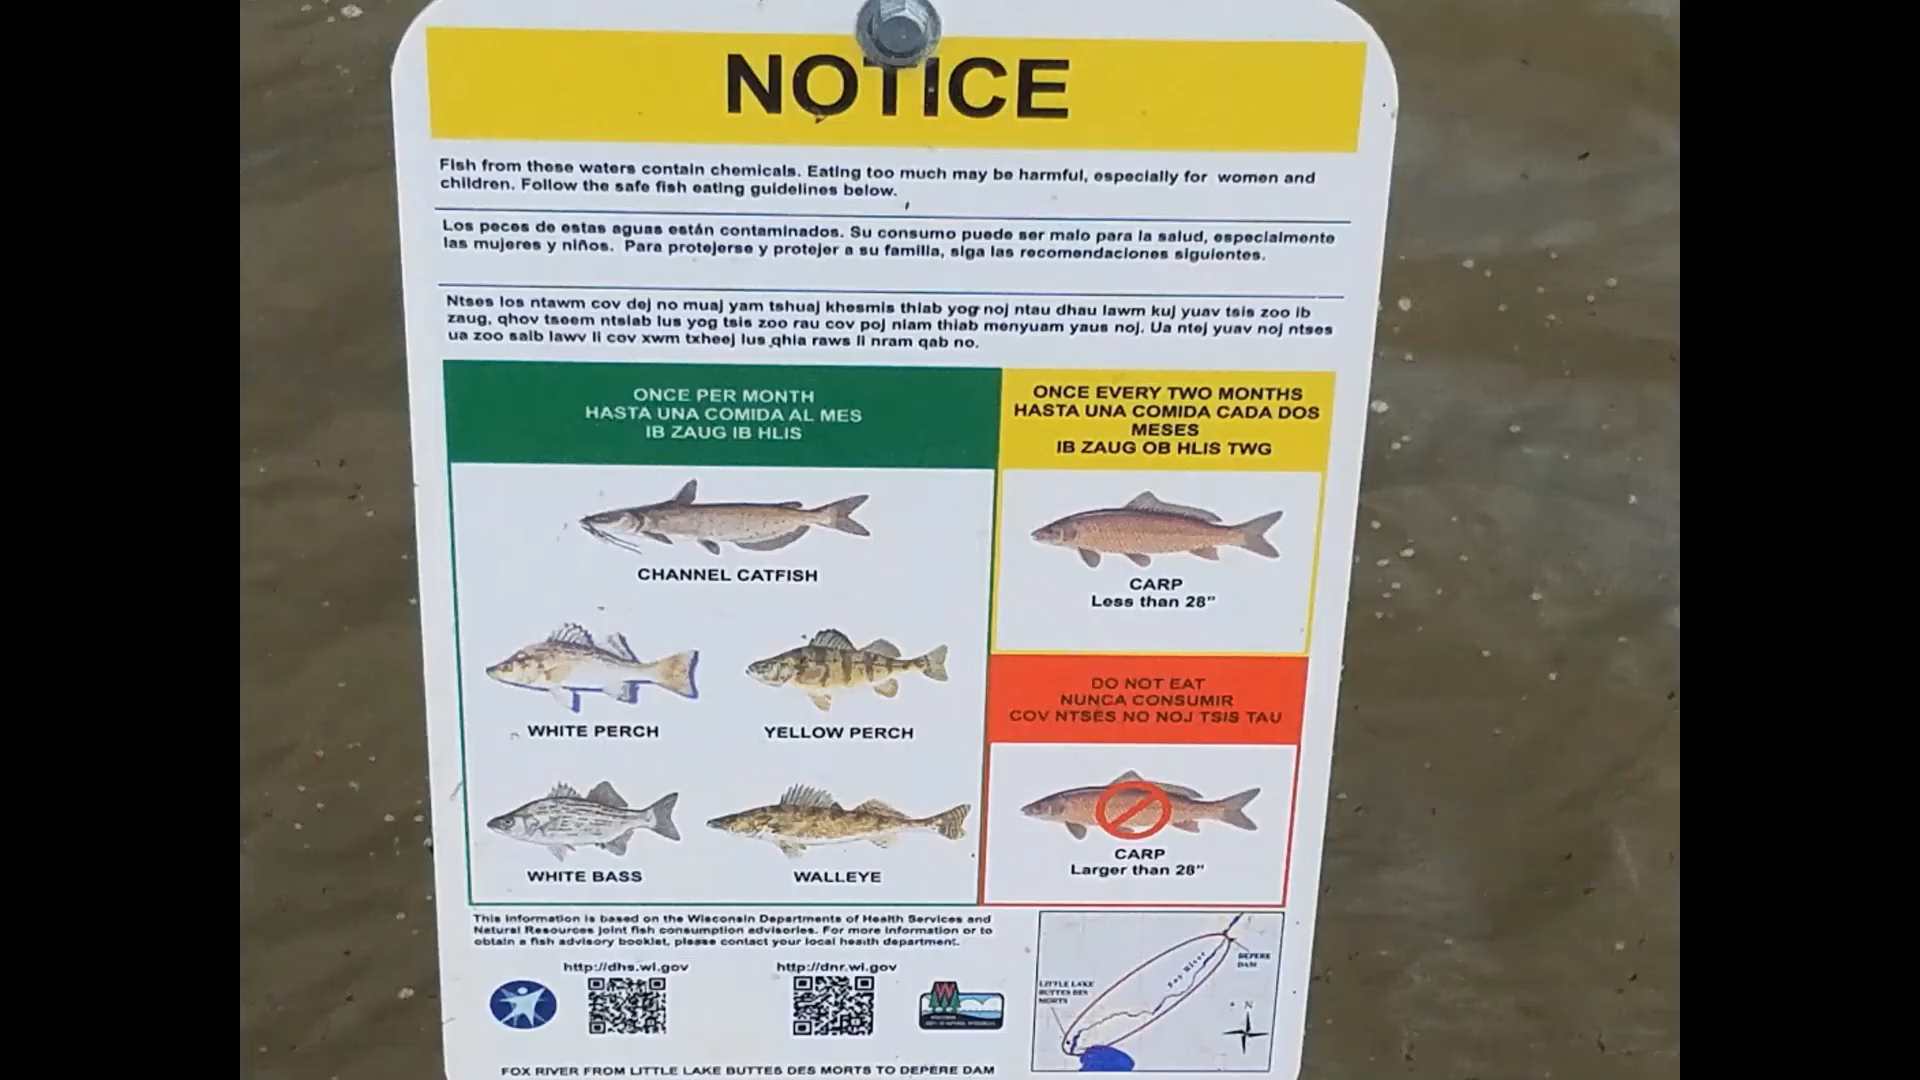 NOTICE
Fish from these waters contain chemicals. Eating too much may be harmful, especially for women and
children. Follow the safe fish eating guidelines below.
Los peces de estas aguas están contaminados. Su consumo puede ser malo para la salud, especialmente
las mujeres y niños. Para protejerse y protejer a su familia, siga las recomendaciones siguientes.
Ntses los ntawm cov dej no muaj yam tshuaj khesmis thiab yog noj ntau dhau lawm kuj yuav tsis zoo ib
zaug, qhov tseem ntsiab lus yog tsis zoo rau cov poj niam thiab menyuam yaus noj. Ua ntej yuav noj ntses
ua zoo saib lawv li cov xwm txheej lus qhia raws li nram qab no.
ONCE PER MONTH
HASTA UNA COMIDA AL MES
IB ZAUG IB HLIS
CHANNEL CATFISH
WHITE PERCH
YELLOW PERCH
WHITE BASS
WALLEYE
ONCE EVERY TWO MONTHS
HASTA UNA COMIDA CADA DOS
MESES
IB ZAUG OB HLIS TWG
CARP
Less than 28"
DO NOT EAT
NUNCA CONSUMIR
COV NTSES NO NOJ TSIS TAU
CARP
Larger than 28"
This information is based on the Wisconsin Departments of Health Services and
Natural Resources joint fish consumption advisories. For more information or to
obtain a fish advisory booklet, please contact your local health department.
http://dhs.wi.gov
http://dnr.wi.gov
W
LITTLE LAKE
BUTTES DES
MORTS
Fox River
DEPERE
DAM
N
FOX RIVER FROM LITTLE LAKE BUTTES DES MORTS TO DEPERE DAM